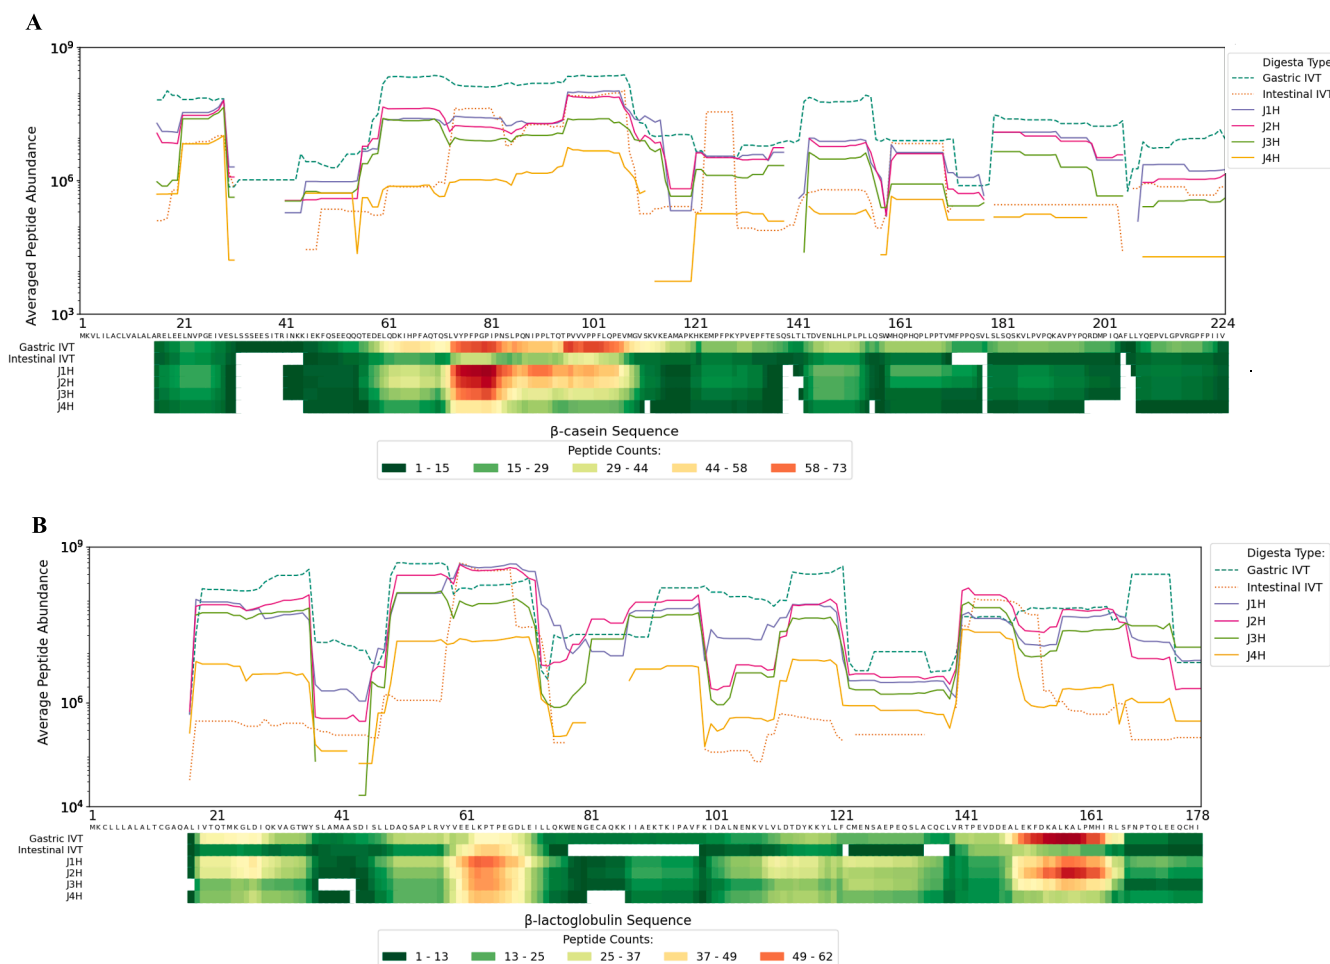 A
10⁹
10⁶
10³
Averaged Peptide Abundance
Digesta Type
Gastric IVT
Intestinal IVT
J1H
J2H
J3H
J4H
1 21 41 61 81 101 121 141 161 181 201 224
Gastric IVT
Intestinal IVT
J1H
J2H
J3H
J4H
β-casein Sequence
Peptide Counts:
1 - 15 15 - 29 29 - 44 44 - 58 58 - 73
B
10⁹
10⁶
10⁴
Average Peptide Abundance
Digesta Type:
Gastric IVT
Intestinal IVT
J1H
J2H
J3H
J4H
1 21 41 61 81 101 121 141 161 178
Gastric IVT
Intestinal IVT
J1H
J2H
J3H
J4H
β-lactoglobulin Sequence
Peptide Counts:
1 - 13 13 - 25 25 - 37 37 - 49 49 - 62